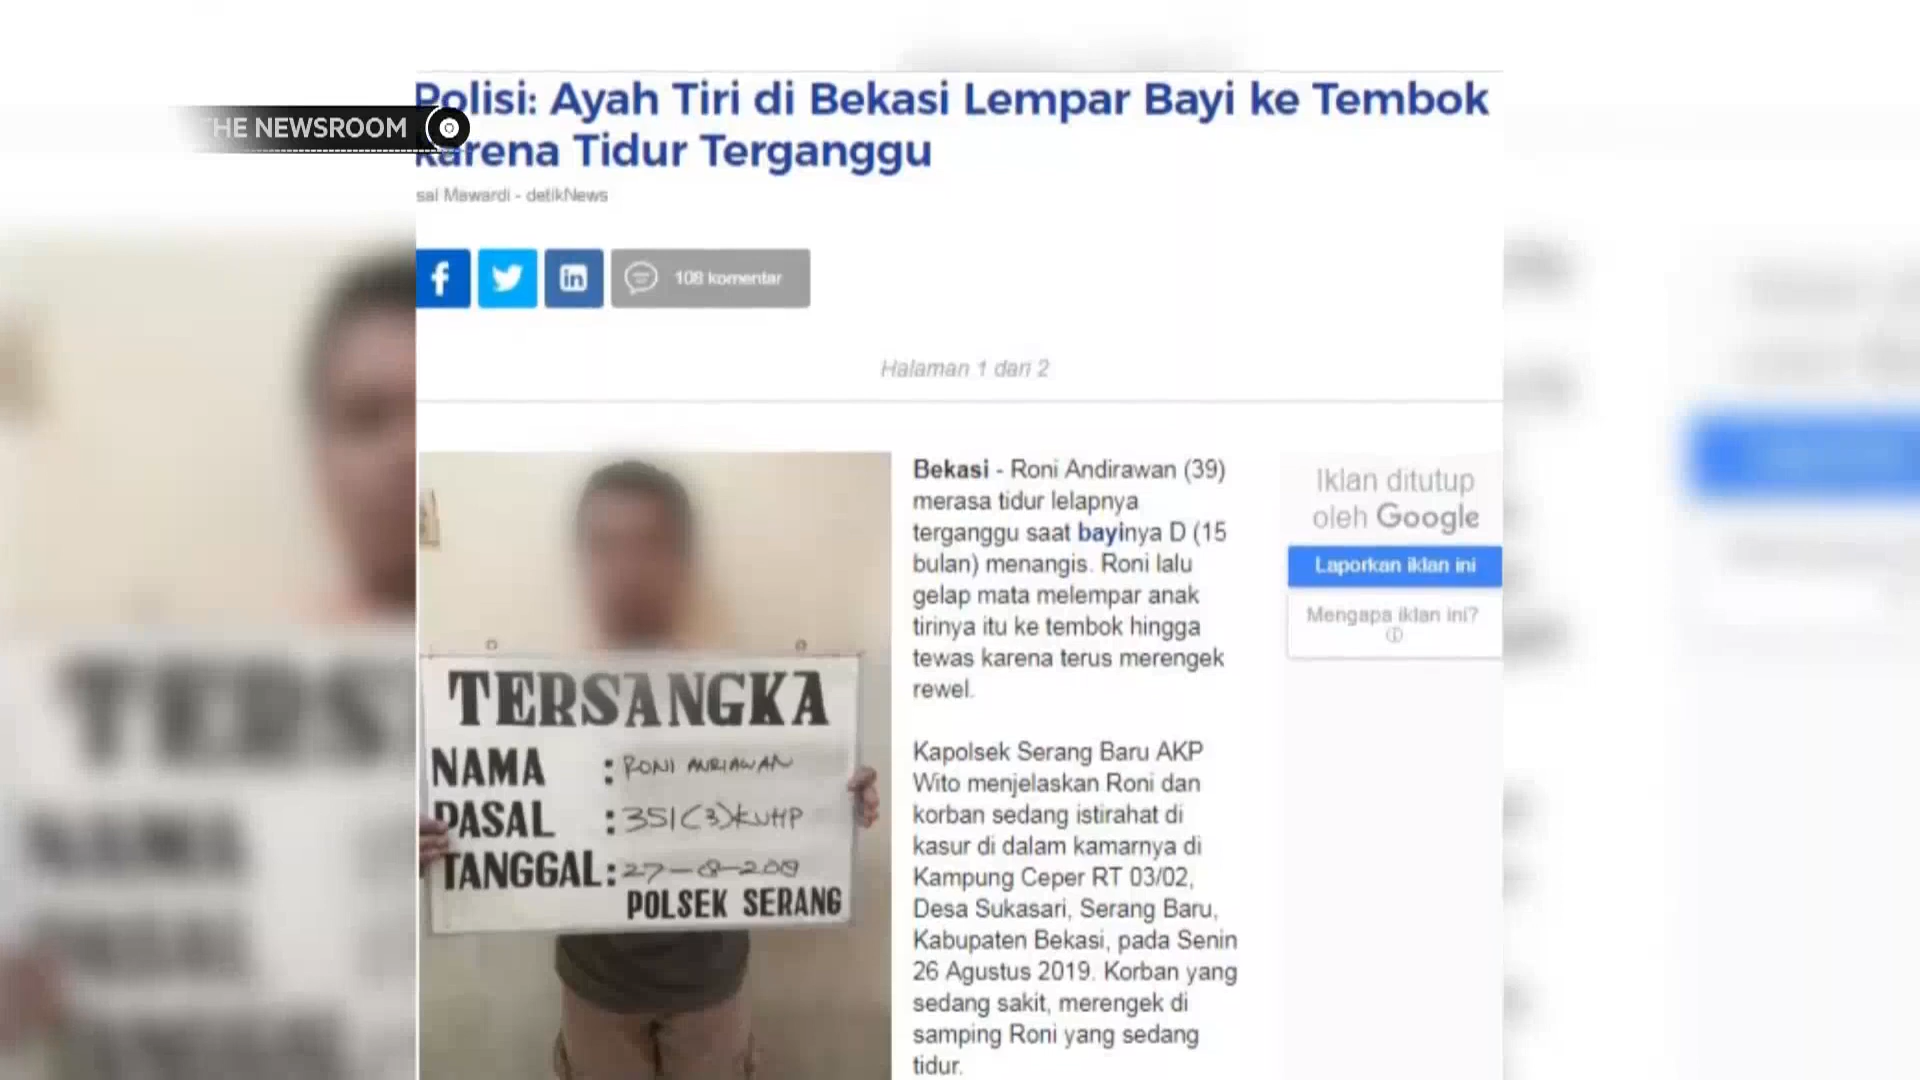 Polisi: Ayah Tiri di Bekasi Lempar Bayi ke Tembok
THE NEWSROOM
karena Tidur Terganggu
sal Mawardi - detikNews
108 komentar
Halaman 1 dari 2
TERSANGKA
NAMA : RONI ANRIAWAN
PASAL : 351(3)KUHP
TANGGAL: 27-8-2019
POLSEK SERANG
Bekasi - Roni Andirawan (39)
merasa tidur lelapnya
terganggu saat bayinya D (15
bulan) menangis. Roni lalu
gelap mata melempar anak
tirinya itu ke tembok hingga
tewas karena terus merengek
rewel.
Kapolsek Serang Baru AKP
Wito menjelaskan Roni dan
korban sedang istirahat di
kasur di dalam kamarnya di
Kampung Ceper RT 03/02,
Desa Sukasari, Serang Baru,
Kabupaten Bekasi, pada Senin
26 Agustus 2019. Korban yang
sedang sakit, merengek di
samping Roni yang sedang
tidur.
Iklan ditutup
oleh Google
Laporkan iklan ini
Mengapa iklan ini?